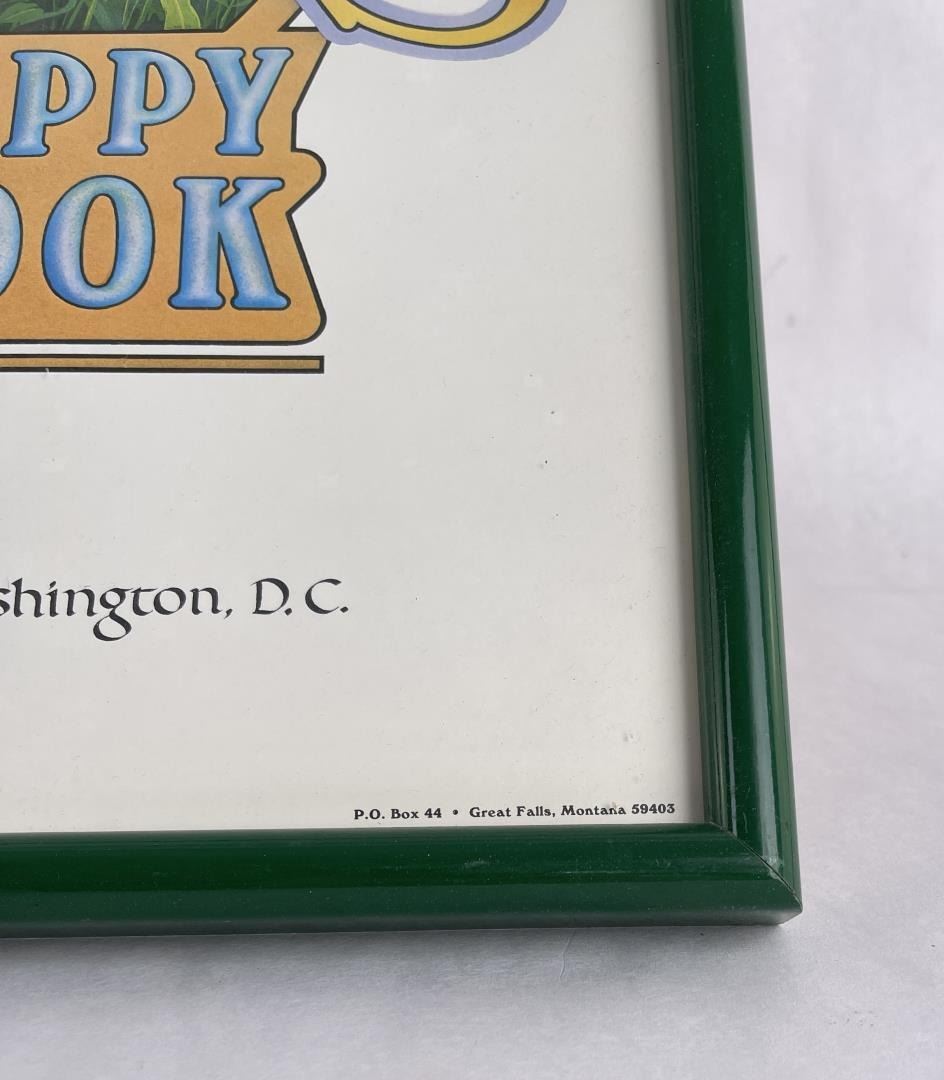 PPY
OOK
shington, D.C.
P.O. Box 44 • Great Falls, Montana 59403